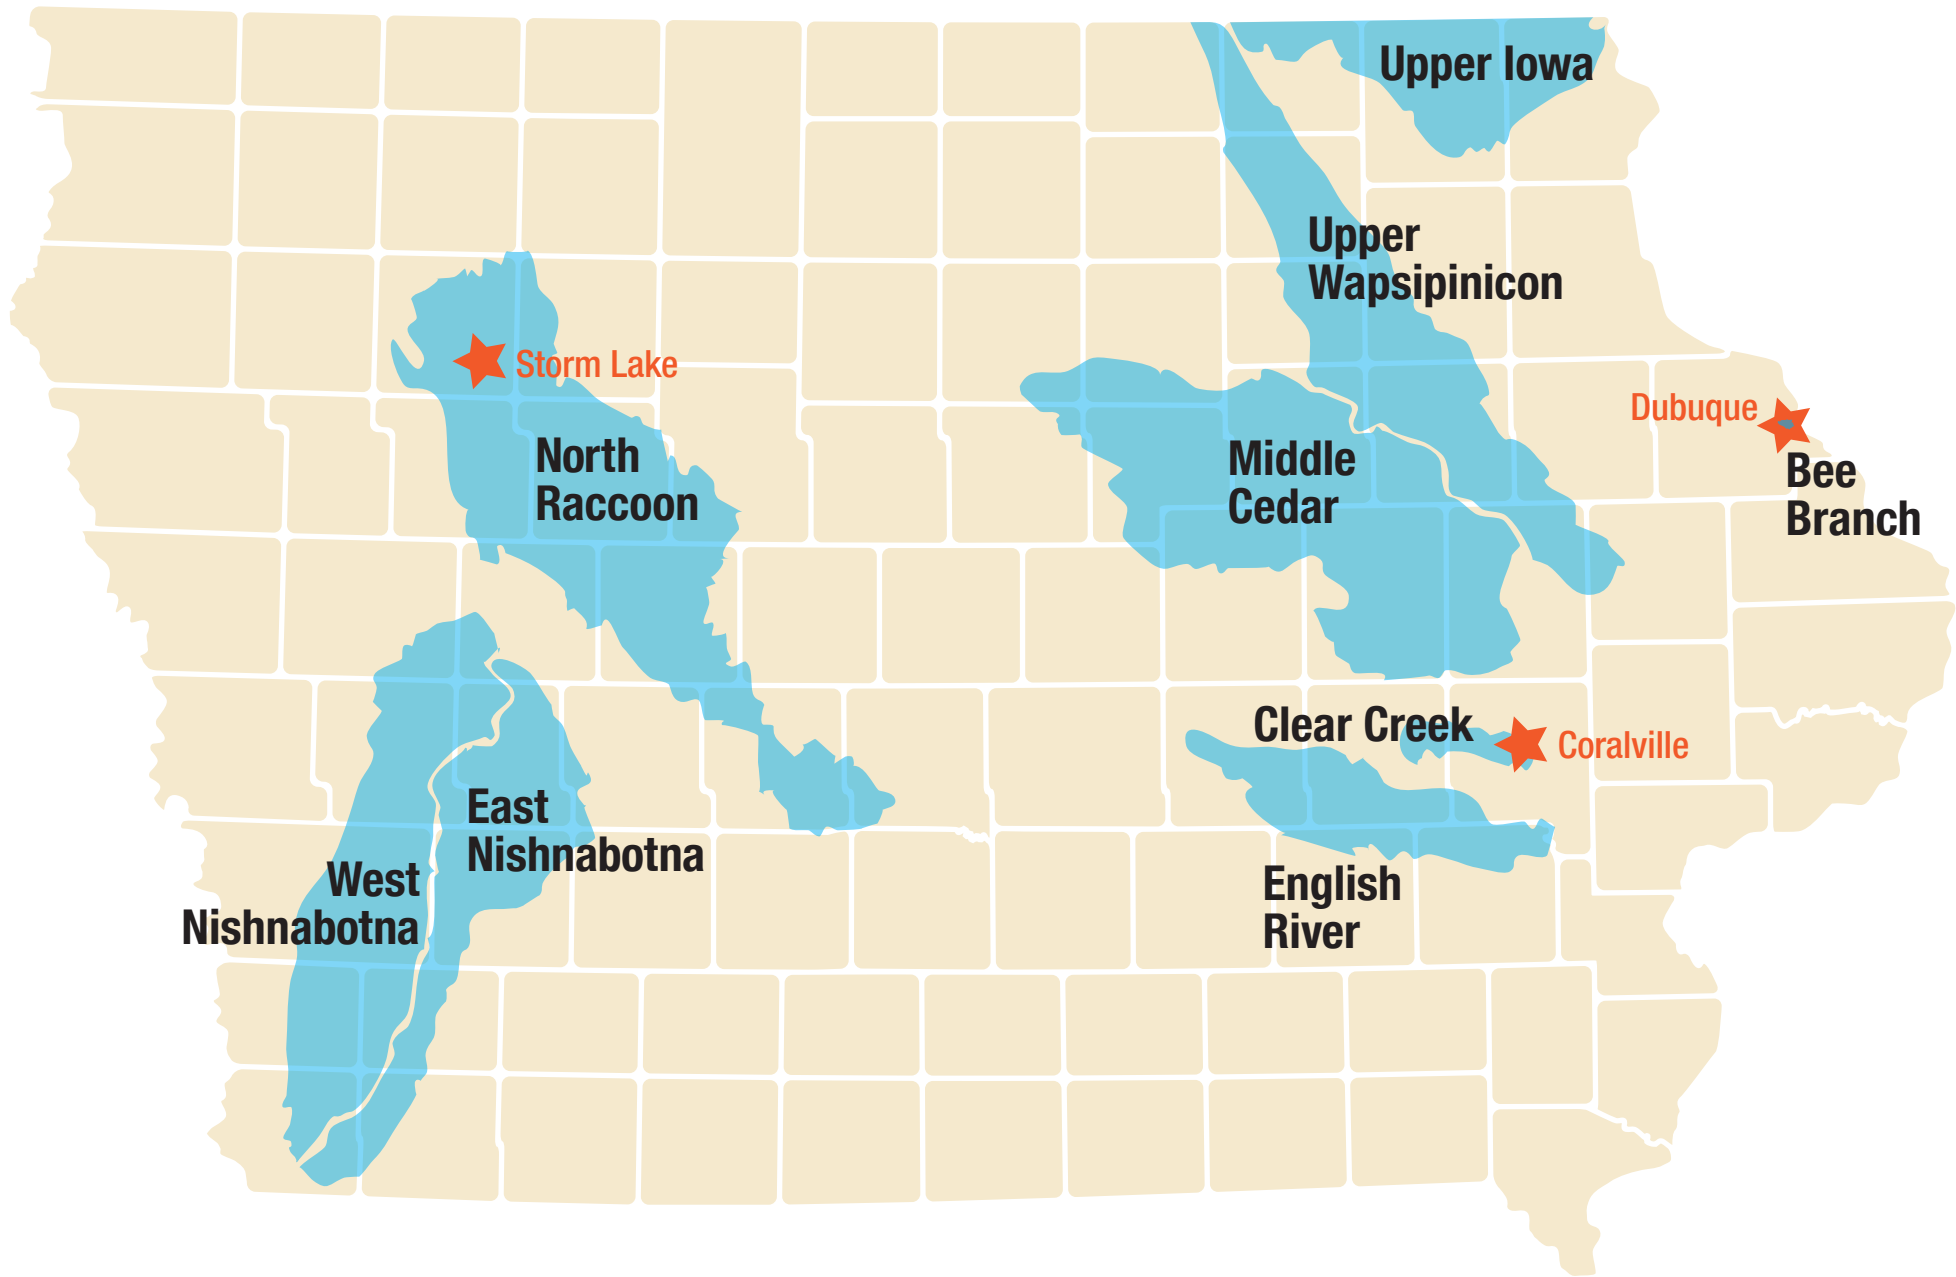 Upper Iowa
Upper
Wapsipinicon
Storm Lake
Dubuque
North
Raccoon
Middle
Cedar
Bee
Branch
Clear Creek
Coralville
East
Nishnabotna
West
Nishnabotna
English
River